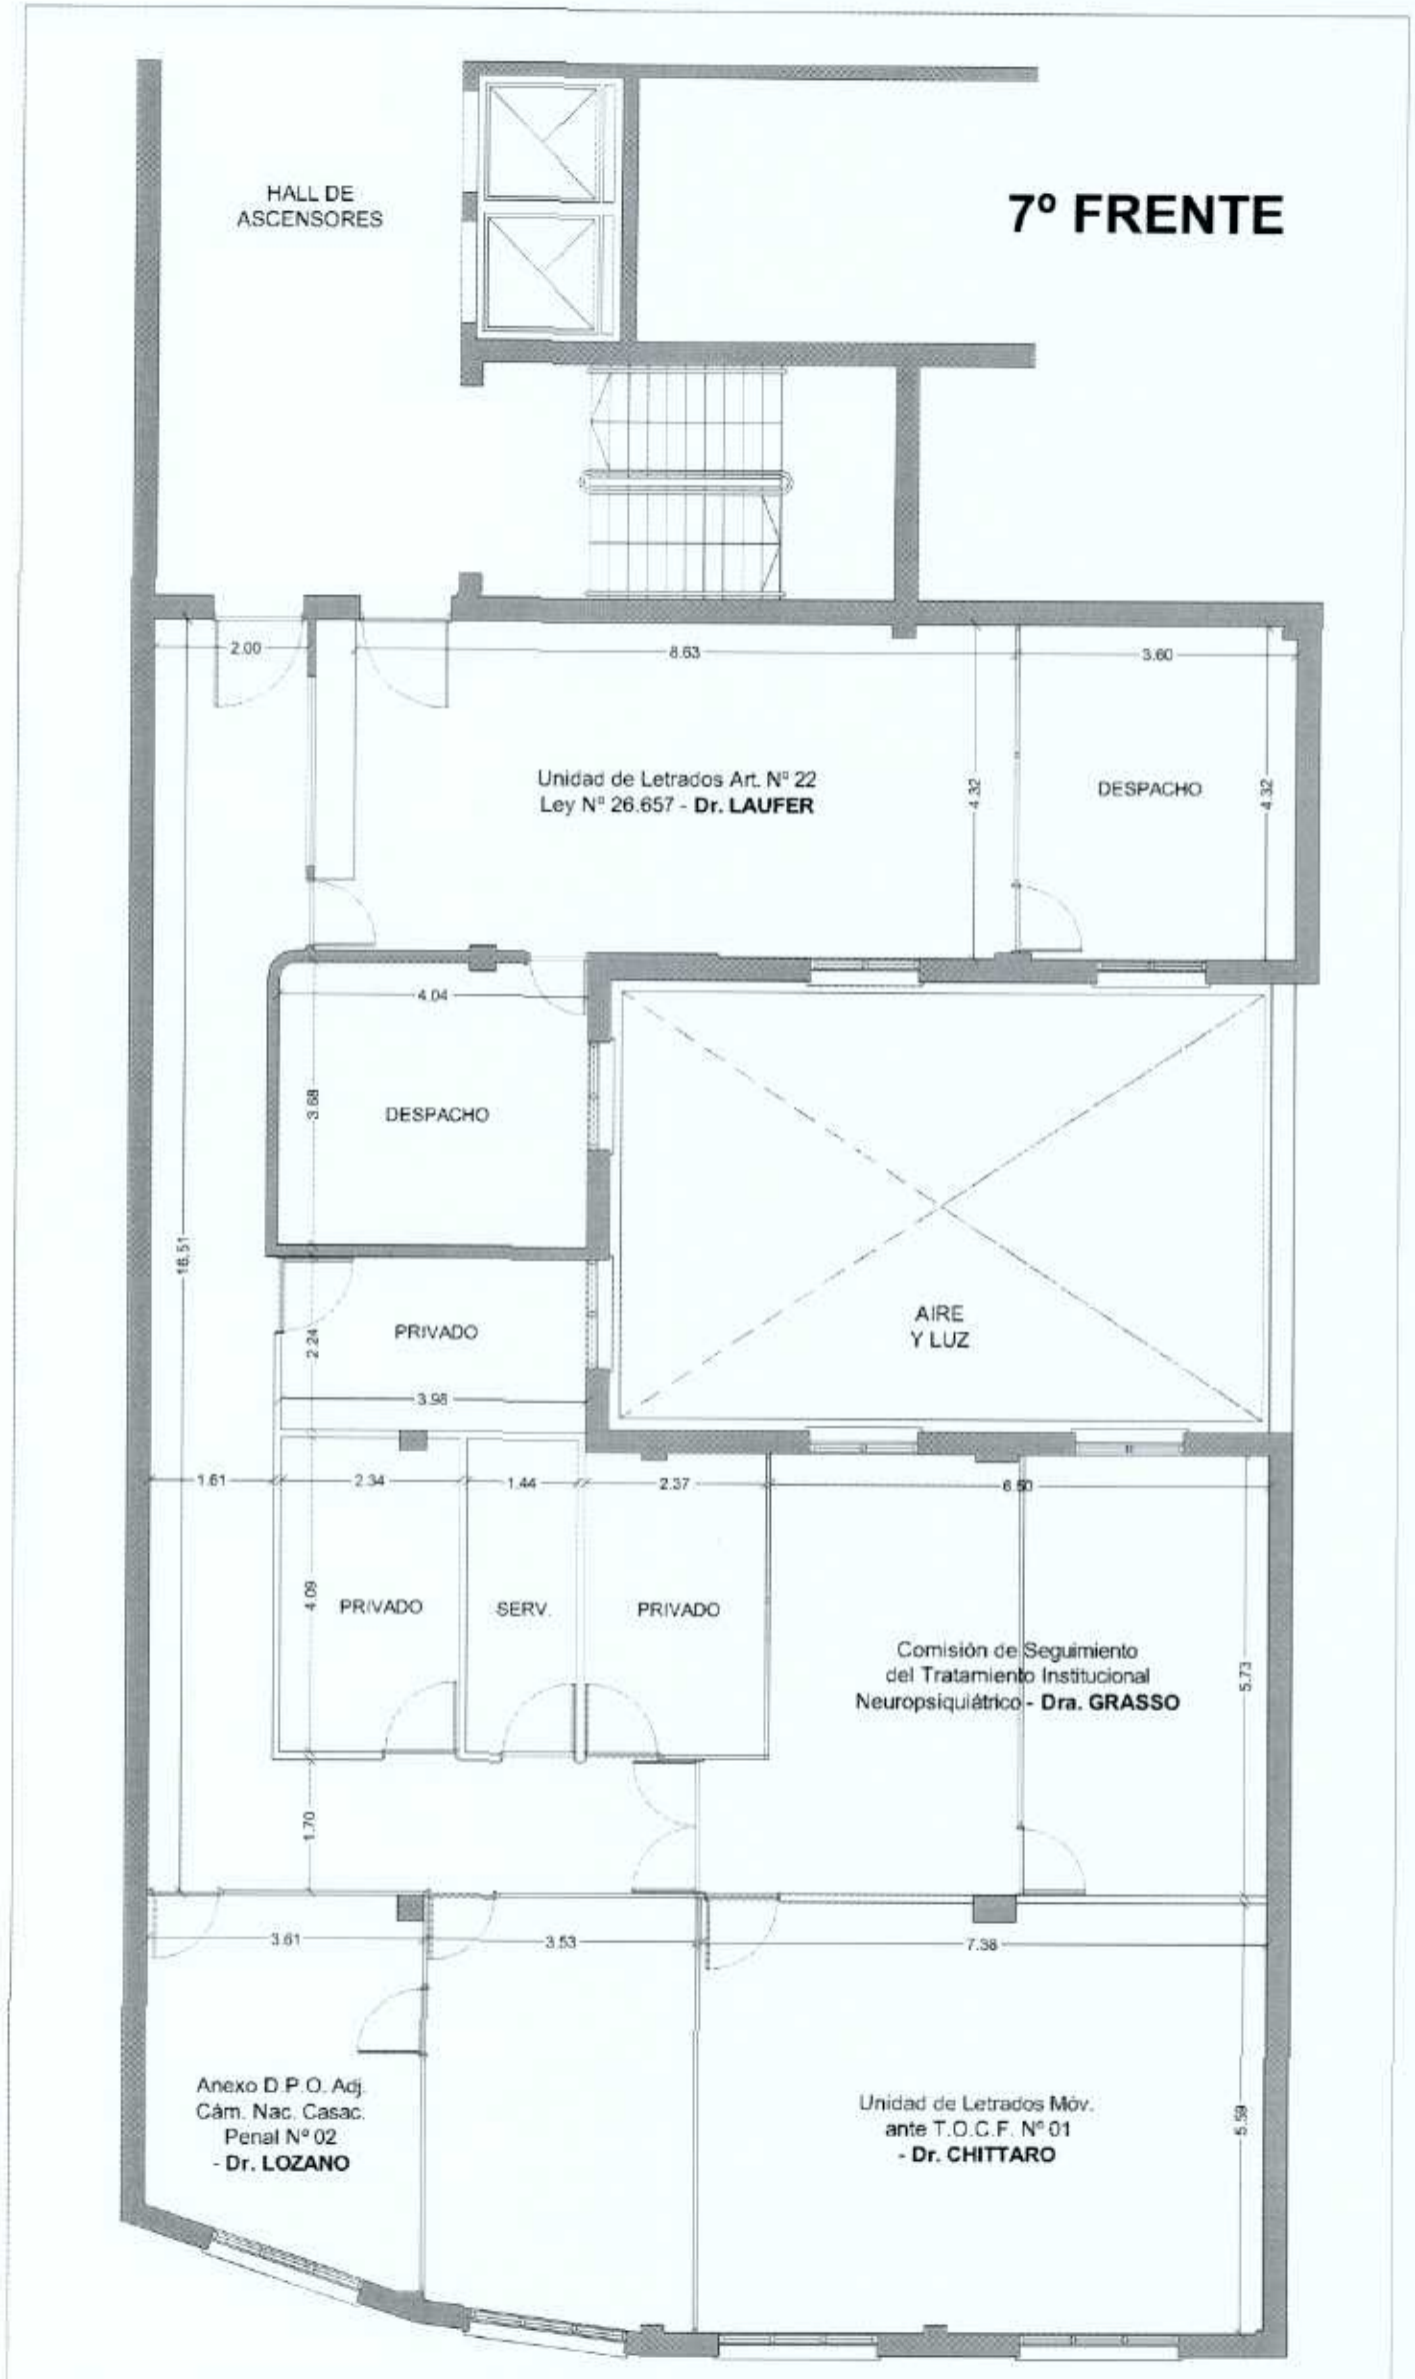 HALL DE
ASCENSORES
7º FRENTE
2.00
8.63
3.60
Unidad de Letrados Art. Nº 22
Ley Nº 26.657 - Dr. LAUFER
4.32
DESPACHO
4.32
4.04
3.68
DESPACHO
16.51
2.24
PRIVADO
3.98
AIRE
Y LUZ
1.61
2.34
1.44
2.37
6.50
4.09
PRIVADO
SERV.
PRIVADO
Comisión de Seguimiento
del Tratamiento Institucional
Neuropsiquiátrico - Dra. GRASSO
5.73
1.70
3.61
3.53
7.38
Anexo D.P.O. Adj.
Cám. Nac. Casac.
Penal Nº 02
- Dr. LOZANO
Unidad de Letrados Móv.
ante T.O.C.F. Nº 01
- Dr. CHITTARO
5.59